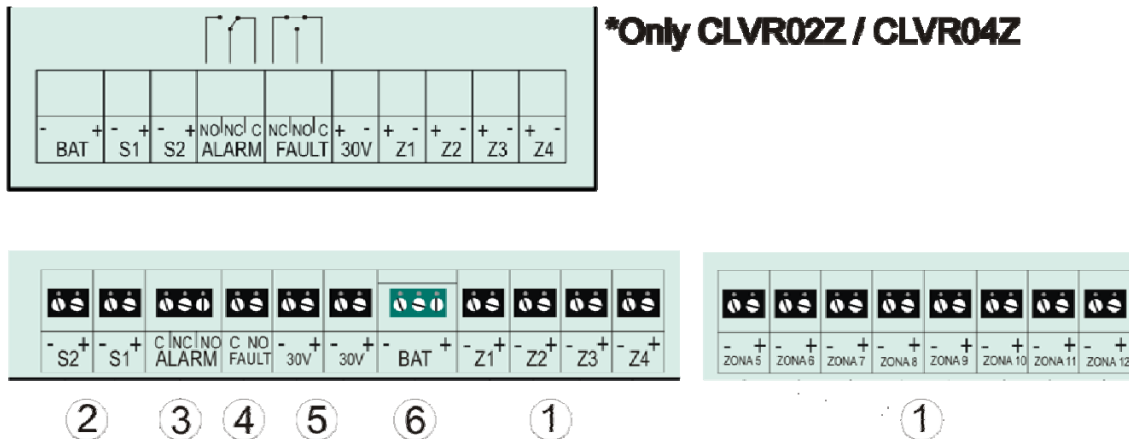 *Only CLVR02Z / CLVR04Z
NO NC C NC NO C
- + - + - + + - + - + - + - + -
BAT S1 S2 ALARM FAULT 30V Z1 Z2 Z3 Z4
C NC NO C NO
- + - + - + - + - + - + - + - + - +
S2 S1 ALARM FAULT 30V 30V BAT Z1 Z2 Z3 Z4
- + - + - + - + - + - + - + - +
ZONA 5 ZONA 6 ZONA 7 ZONA 8 ZONA 9 ZONA 10 ZONA 11 ZONA 12
2 3 4 5 6 1 1